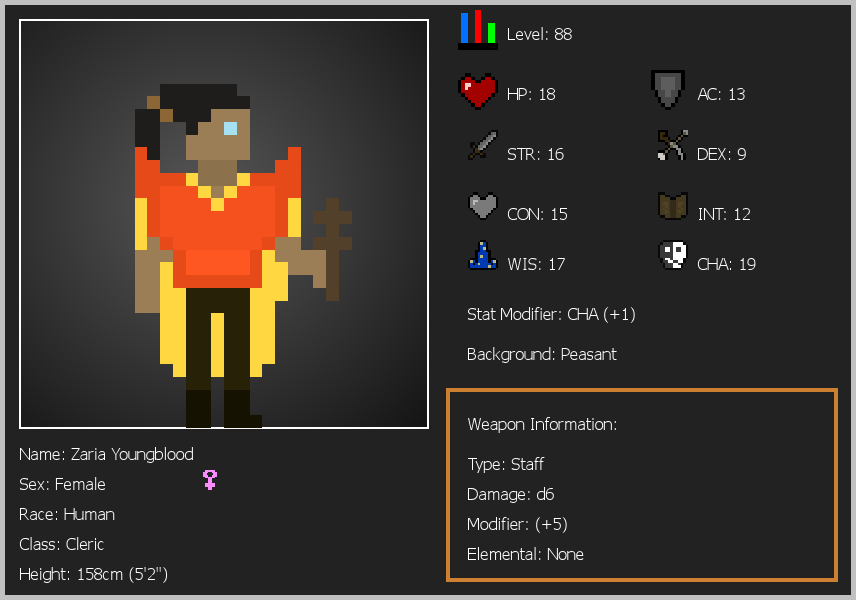 Level: 88
HP: 18
AC: 13
STR: 16
DEX: 9
CON: 15
INT: 12
WIS: 17
CHA: 19
Stat Modifier: CHA (+1)
Background: Peasant
Weapon Information:
Type: Staff
Damage: d6
Modifier: (+5)
Elemental: None
Name: Zaria Youngblood
Sex: Female
Race: Human
Class: Cleric
Height: 158cm (5'2")